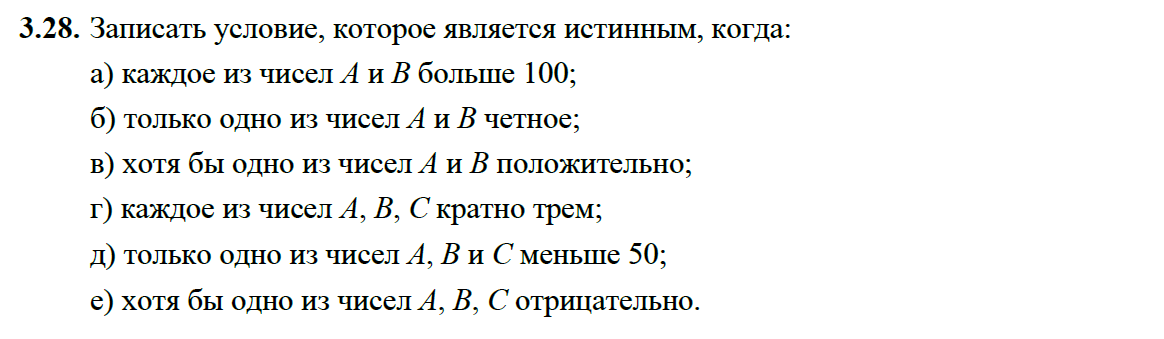 3.28. Записать условие, которое является истинным, когда:
а) каждое из чисел A и B больше 100;
б) только одно из чисел A и B четное;
в) хотя бы одно из чисел A и B положительно;
г) каждое из чисел A, B, C кратно трем;
д) только одно из чисел A, B и C меньше 50;
е) хотя бы одно из чисел A, B, C отрицательно.